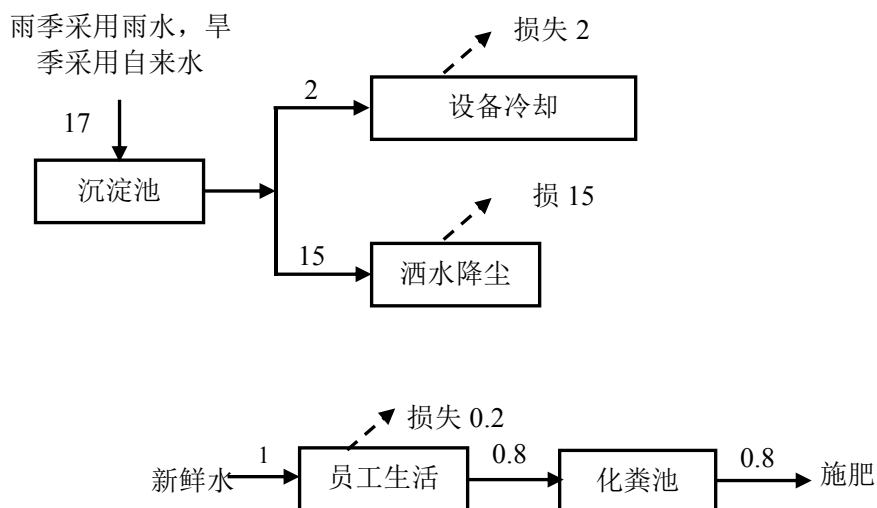 雨季采用雨水，旱
季采用自来水
17
沉淀池
2
损失 2
设备冷却
15
损 15
洒水降尘
新鲜水
1
损失 0.2
员工生活
0.8
化粪池
0.8
施肥